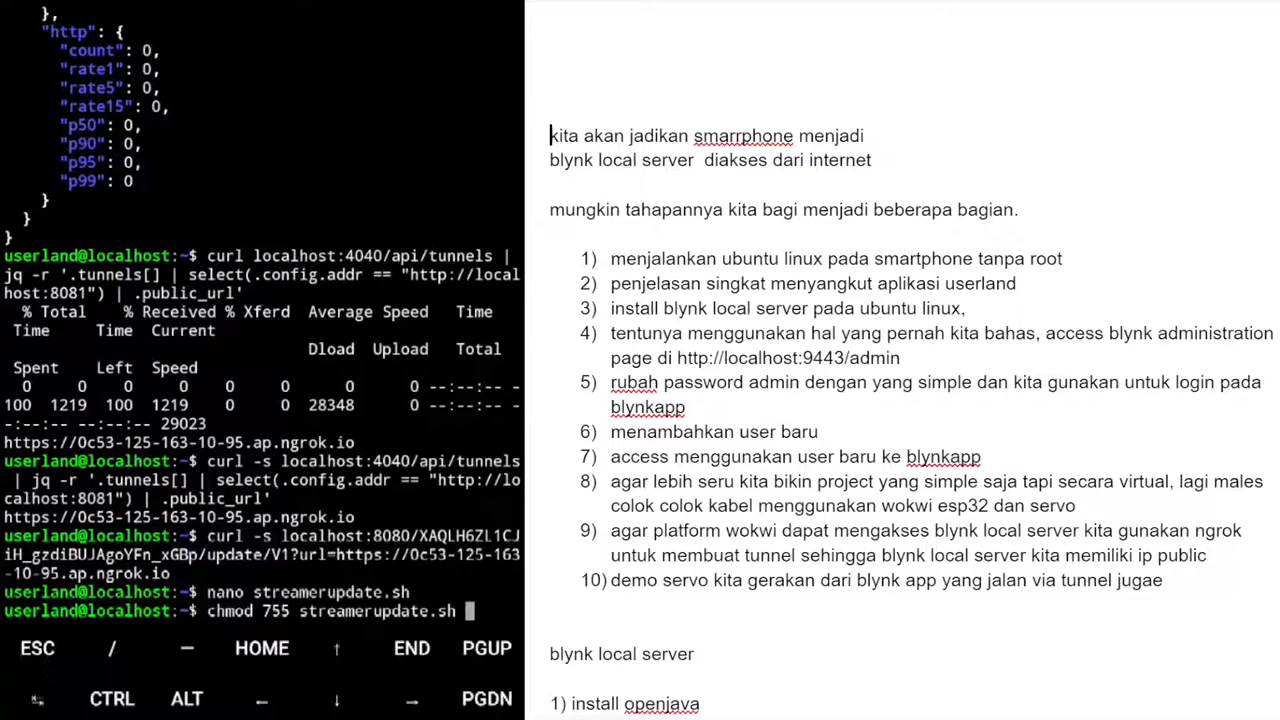 },
"http": {
"count": 0,
"rate1": 0,
"rate5": 0,
"rate15": 0,
"p50": 0,
"p90": 0,
"p95": 0,
"p99": 0
}
}
}
userland@localhost:~$ curl localhost:4040/api/tunnels |
jq -r '.tunnels[] | select(.config.addr == "http://local
host:8081") | .public_url'
% Total % Received % Xferd Average Speed Time
Time Time Current
Dload Upload Total
Spent Left Speed
0 0 0 0 0 0 0 0 --:--:-- -
100 1219 100 1219 0 0 28348 0 --:--:-- -
--:--:-- --:--:-- 29023
https://0c53-125-163-10-95.ap.ngrok.io
userland@localhost:~$ curl -s localhost:4040/api/tunnels
| jq -r '.tunnels[] | select(.config.addr == "http://lo
calhost:8081") | .public_url'
https://0c53-125-163-10-95.ap.ngrok.io
userland@localhost:~$ curl -s localhost:8080/XAQLH6ZL1CJ
iH_gzdiBUJAgoYFn_xGBp/update/V1?url=https://0c53-125-163
-10-95.ap.ngrok.io
userland@localhost:~$ nano streamerupdate.sh
userland@localhost:~$ chmod 755 streamerupdate.sh
ESC / — HOME ↑ END PGUP
↹ CTRL ALT ← ↓ → PGDN
kita akan jadikan smarrphone menjadi
blynk local server diakses dari internet
mungkin tahapannya kita bagi menjadi beberapa bagian.
1) menjalankan ubuntu linux pada smartphone tanpa root
2) penjelasan singkat menyangkut aplikasi userland
3) install blynk local server pada ubuntu linux,
4) tentunya menggunakan hal yang pernah kita bahas, access blynk administration
page di http://localhost:9443/admin
5) rubah password admin dengan yang simple dan kita gunakan untuk login pada
blynkapp
6) menambahkan user baru
7) access menggunakan user baru ke blynkapp
8) agar lebih seru kita bikin project yang simple saja tapi secara virtual, lagi males
colok colok kabel menggunakan wokwi esp32 dan servo
9) agar platform wokwi dapat mengakses blynk local server kita gunakan ngrok
untuk membuat tunnel sehingga blynk local server kita memiliki ip public
10) demo servo kita gerakan dari blynk app yang jalan via tunnel jugae
blynk local server
1) install openjava